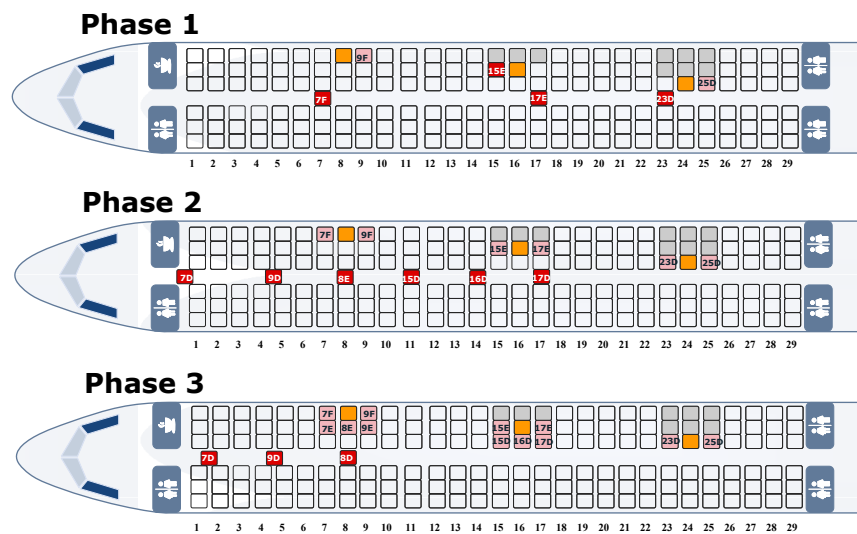 Phase 1
9F
15E
25D
7F 17E 23D
1 2 3 4 5 6 7 8 9 10 11 12 13 14 15 16 17 18 19 20 21 22 23 24 25 26 27 28 29
Phase 2
7F 9F
15E 17E
23D 25D
7D 9D 8E 15D 16D 17D
1 2 3 4 5 6 7 8 9 10 11 12 13 14 15 16 17 18 19 20 21 22 23 24 25 26 27 28 29
Phase 3
7F 9F
7E 8E 9E 15E 17E
15D 16D 17D 23D 25D
7D 9D 8D
1 2 3 4 5 6 7 8 9 10 11 12 13 14 15 16 17 18 19 20 21 22 23 24 25 26 27 28 29